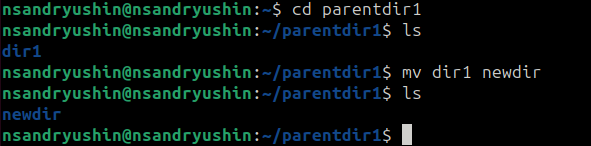 nsandryushin@nsandryushin:~$ cd parentdir1
nsandryushin@nsandryushin:~/parentdir1$ ls
dir1
nsandryushin@nsandryushin:~/parentdir1$ mv dir1 newdir
nsandryushin@nsandryushin:~/parentdir1$ ls
newdir
nsandryushin@nsandryushin:~/parentdir1$